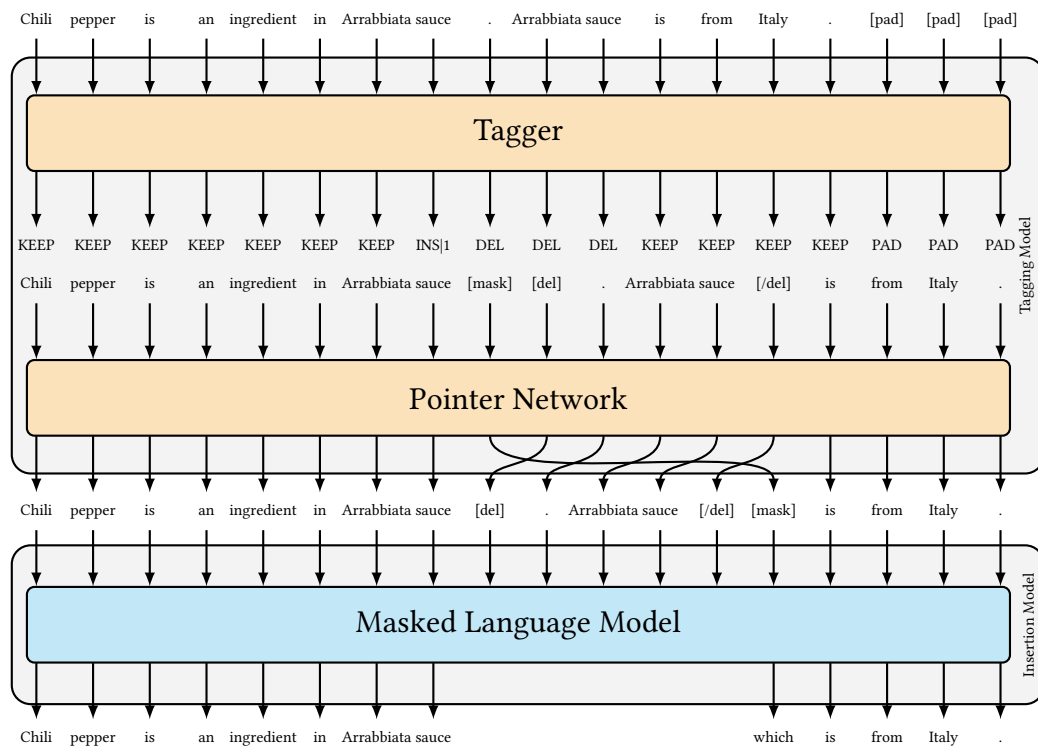 Chili pepper is an ingredient in Arrabbiata sauce . Arrabbiata sauce is from Italy . [pad] [pad] [pad]
Tagger
KEEP KEEP KEEP KEEP KEEP KEEP KEEP INS|1 DEL DEL DEL KEEP KEEP KEEP KEEP PAD PAD PAD
Tagging Model
Chili pepper is an ingredient in Arrabbiata sauce [mask] [del] . Arrabbiata sauce [/del] is from Italy .
Pointer Network
Chili pepper is an ingredient in Arrabbiata sauce [del] . Arrabbiata sauce [/del] [mask] is from Italy .
Masked Language Model
Insertion Model
Chili pepper is an ingredient in Arrabbiata sauce which is from Italy .